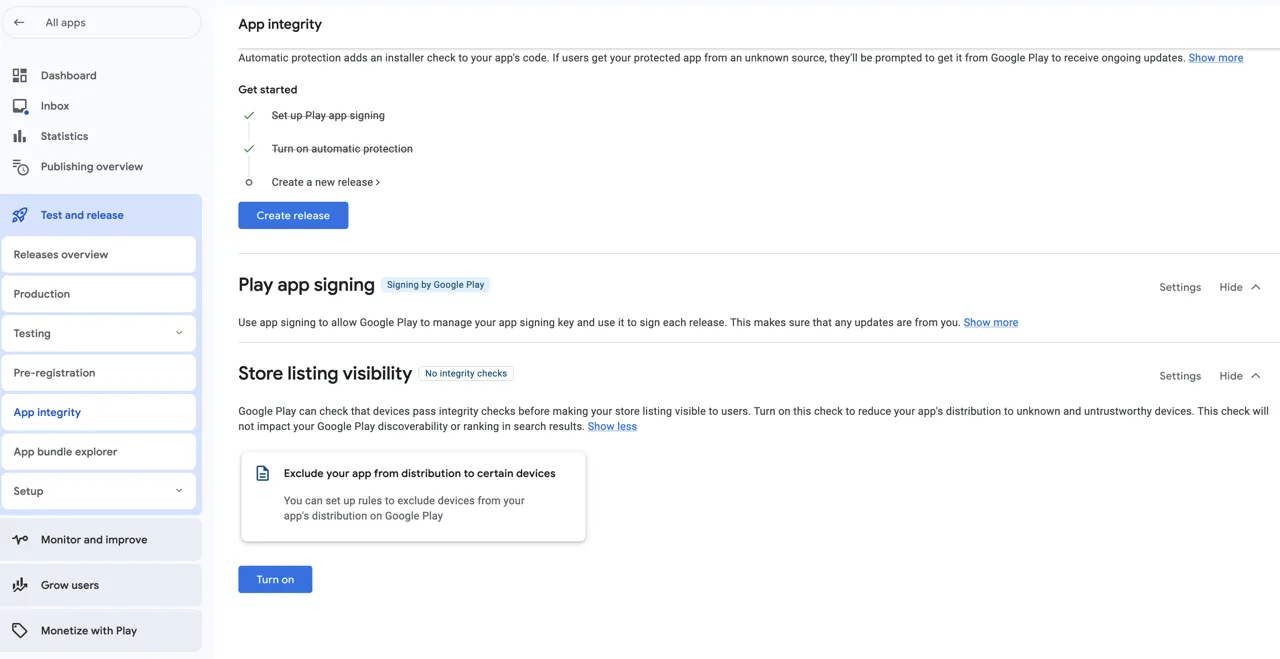 All apps
Dashboard
Inbox
Statistics
Publishing overview
Test and release
Releases overview
Production
Testing
Pre-registration
App integrity
App bundle explorer
Setup
Monitor and improve
Grow users
Monetize with Play
App integrity
Automatic protection adds an installer check to your app's code. If users get your protected app from an unknown source, they'll be prompted to get it from Google Play to receive ongoing updates. Show more
Get started
Set up Play app signing
Turn on automatic protection
Create a new release >
Create release
Play app signing Signing by Google Play Settings Hide
Use app signing to allow Google Play to manage your app signing key and use it to sign each release. This makes sure that any updates are from you. Show more
Store listing visibility No integrity checks Settings Hide
Google Play can check that devices pass integrity checks before making your store listing visible to users. Turn on this check to reduce your app's distribution to unknown and untrustworthy devices. This check will
not impact your Google Play discoverability or ranking in search results. Show less
Exclude your app from distribution to certain devices
You can set up rules to exclude devices from your
app's distribution on Google Play
Turn on